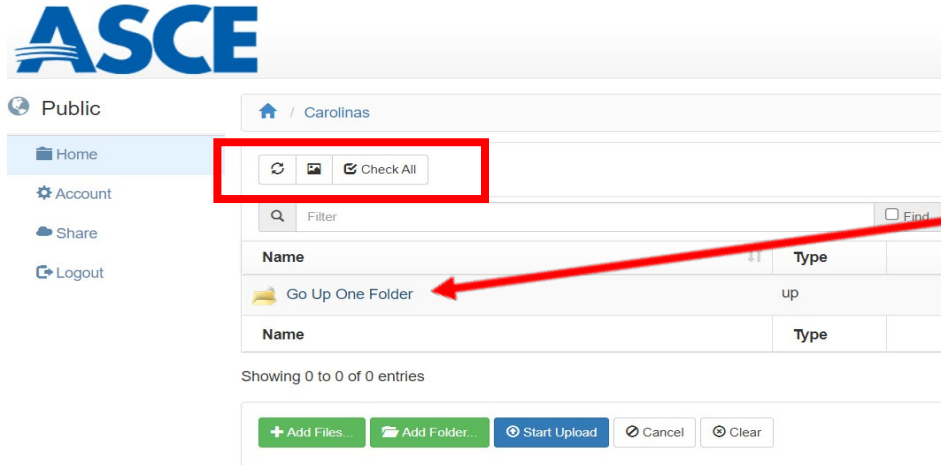 ASCE
Public
/ Carolinas
Home
Check All
Account
Filter
Find
Share
Name Type
Logout
Go Up One Folder up
Name Type
Showing 0 to 0 of 0 entries
Add Files... Add Folder... Start Upload Cancel Clear